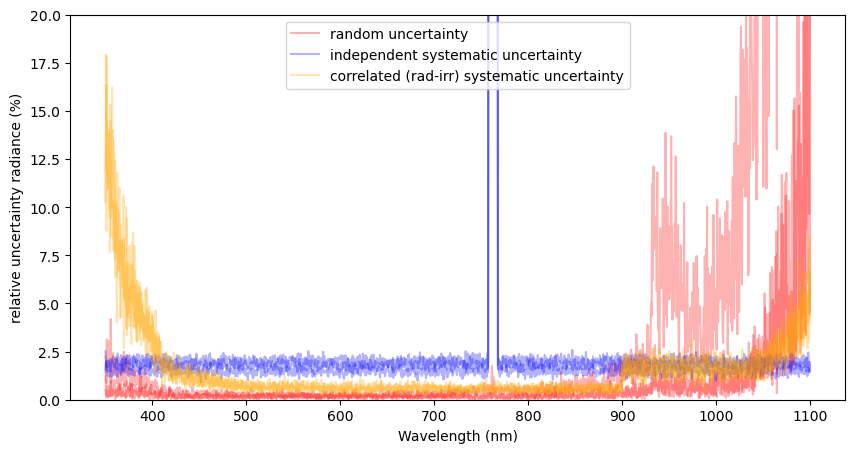 random uncertainty
independent systematic uncertainty
correlated (rad-irr) systematic uncertainty
relative uncertainty radiance (%)
20.0
17.5
15.0
12.5
10.0
7.5
5.0
2.5
0.0
400 500 600 700 800 900 1000 1100
Wavelength (nm)